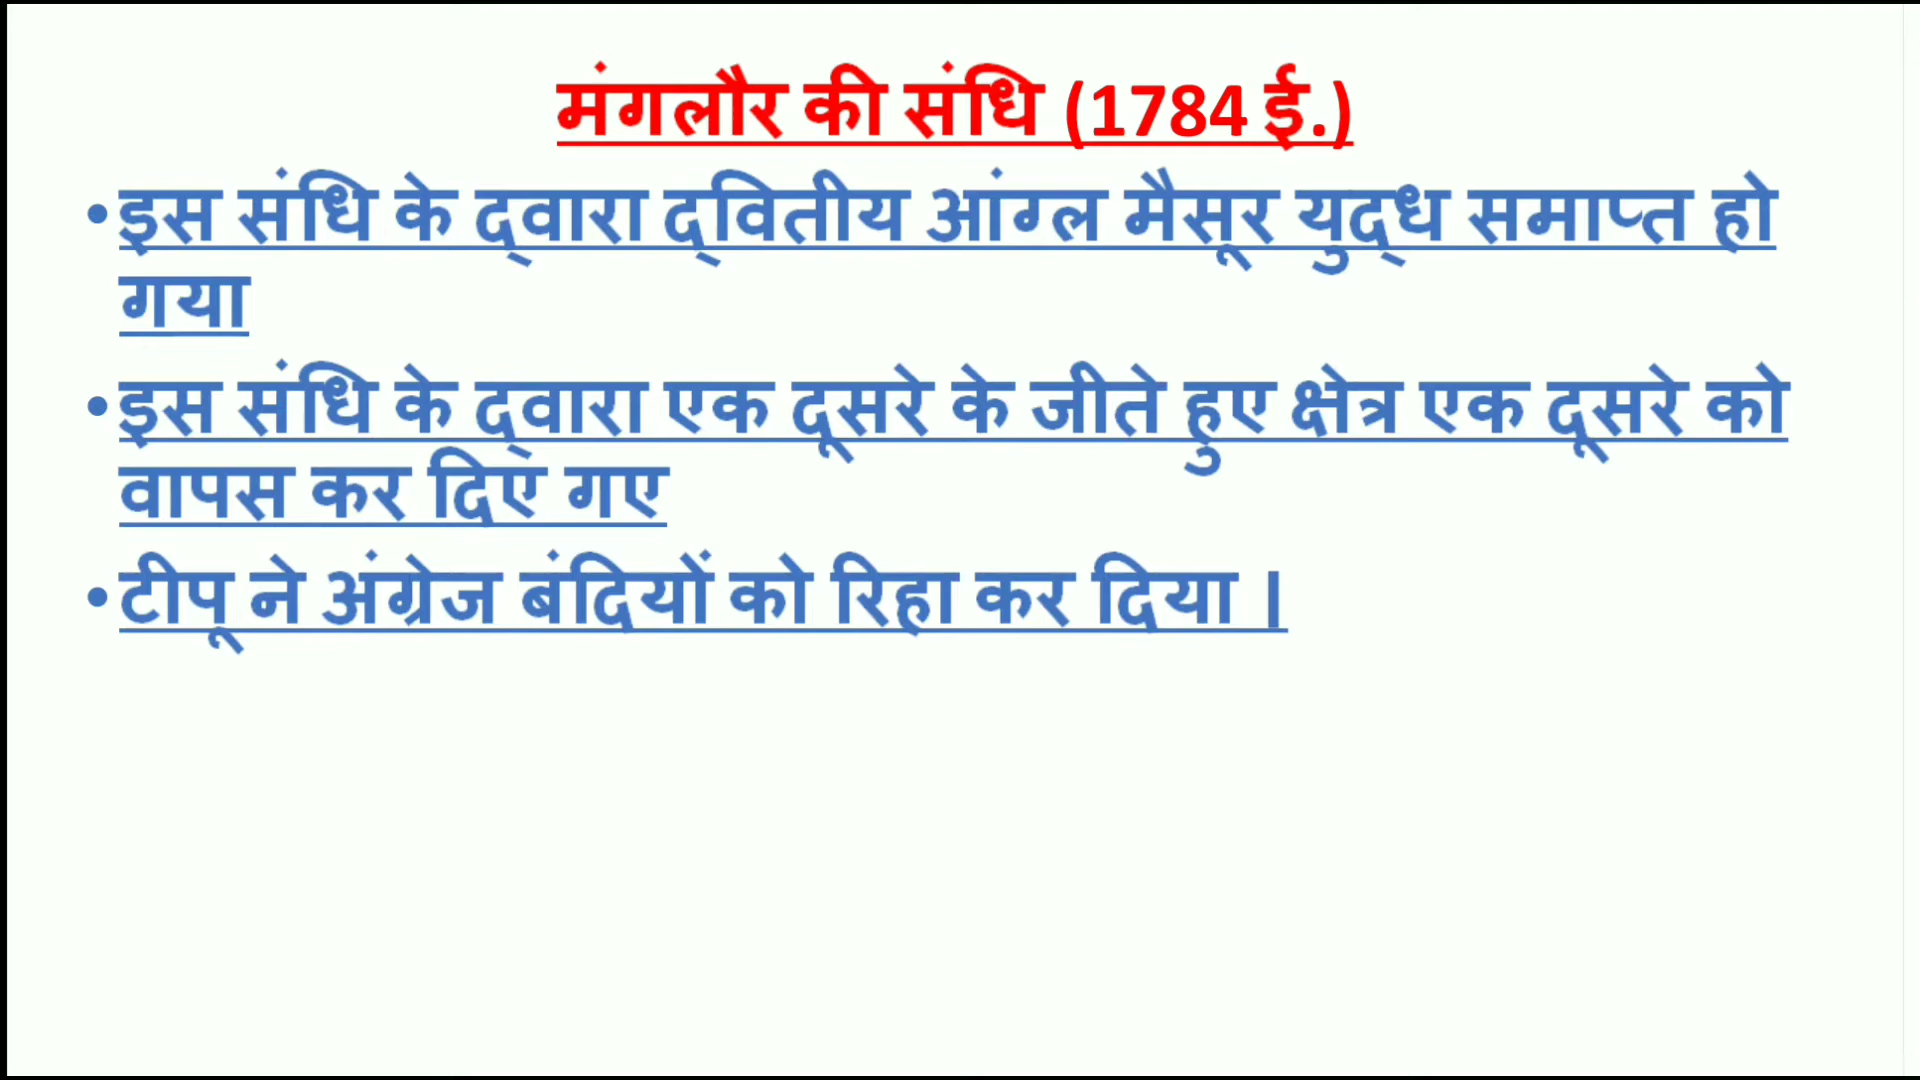 मंगलौर की संधि (1784 ई.)
•इस संधि के द्वारा द्वितीय आंग्ल मैसूर युद्ध समाप्त हो
गया
•इस संधि के द्वारा एक दूसरे के जीते हुए क्षेत्र एक दूसरे को
वापस कर दिए गए
•टीपू ने अंग्रेज बंदियों को रिहा कर दिया ।